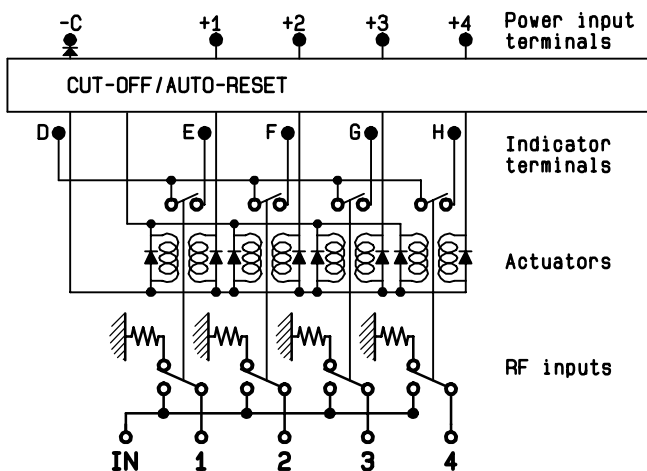 -C +1 +2 +3 +4 Power input
terminals
CUT-OFF/AUTO-RESET
D E F G H Indicator
terminals
Actuators
RF inputs
IN 1 2 3 4